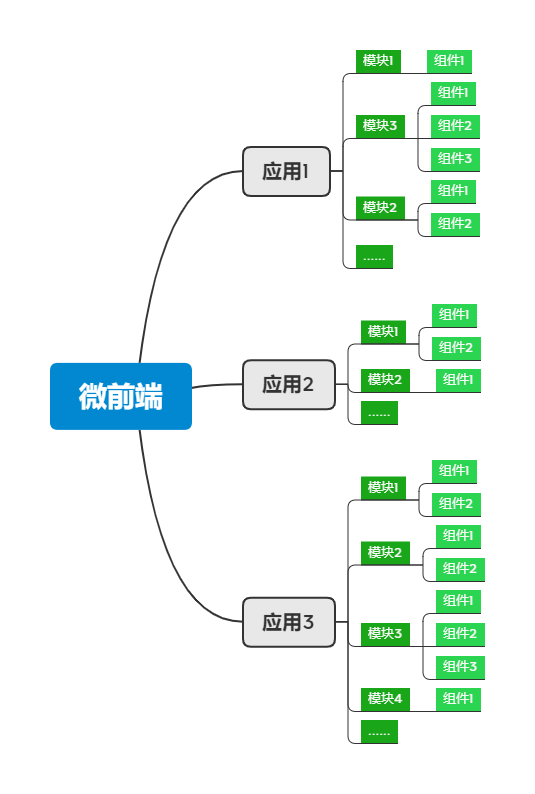 微前端
应用1
模块1
组件1
模块3
组件1
组件2
组件3
模块2
组件1
组件2
......
应用2
模块1
组件1
组件2
模块2
组件1
......
应用3
模块1
组件1
组件2
模块2
组件1
组件2
模块3
组件1
组件2
组件3
模块4
组件1
......